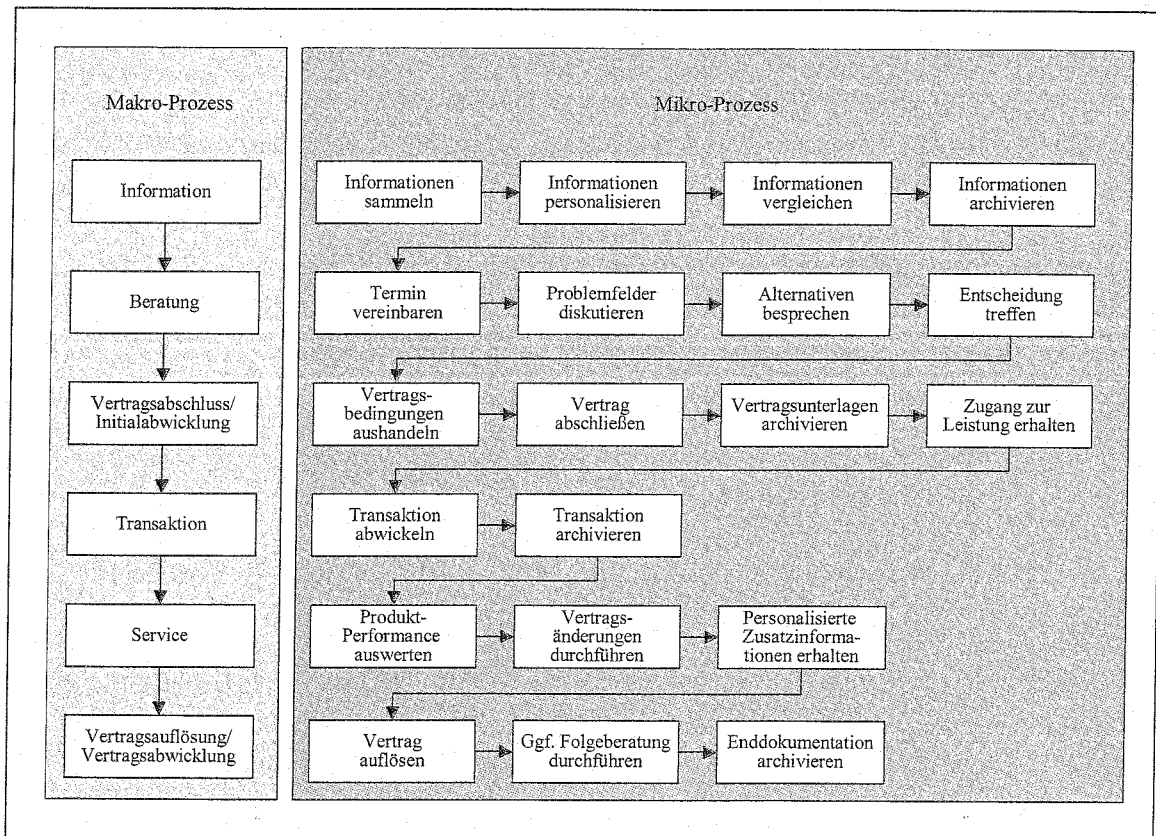 Makro-Prozess
Mikro-Prozess
Information
Informationen
sammeln
Informationen
personalisieren
Informationen
vergleichen
Informationen
archivieren
Beratung
Termin
vereinbaren
Problemfelder
diskutieren
Alternativen
besprechen
Entscheidung
treffen
Vertragsabschluss/
Initialabwicklung
Vertrags-
bedingungen
aushandeln
Vertrag
abschließen
Vertragsunterlagen
archivieren
Zugang zur
Leistung erhalten
Transaktion
Transaktion
abwickeln
Transaktion
archivieren
Service
Produkt-
Performance
auswerten
Vertrags-
änderungen
durchführen
Personalisierte
Zusatzinforma-
tionen erhalten
Vertragsauflösung/
Vertragsabwicklung
Vertrag
auflösen
Ggf. Folgeberatung
durchführen
Enddokumentation
archivieren